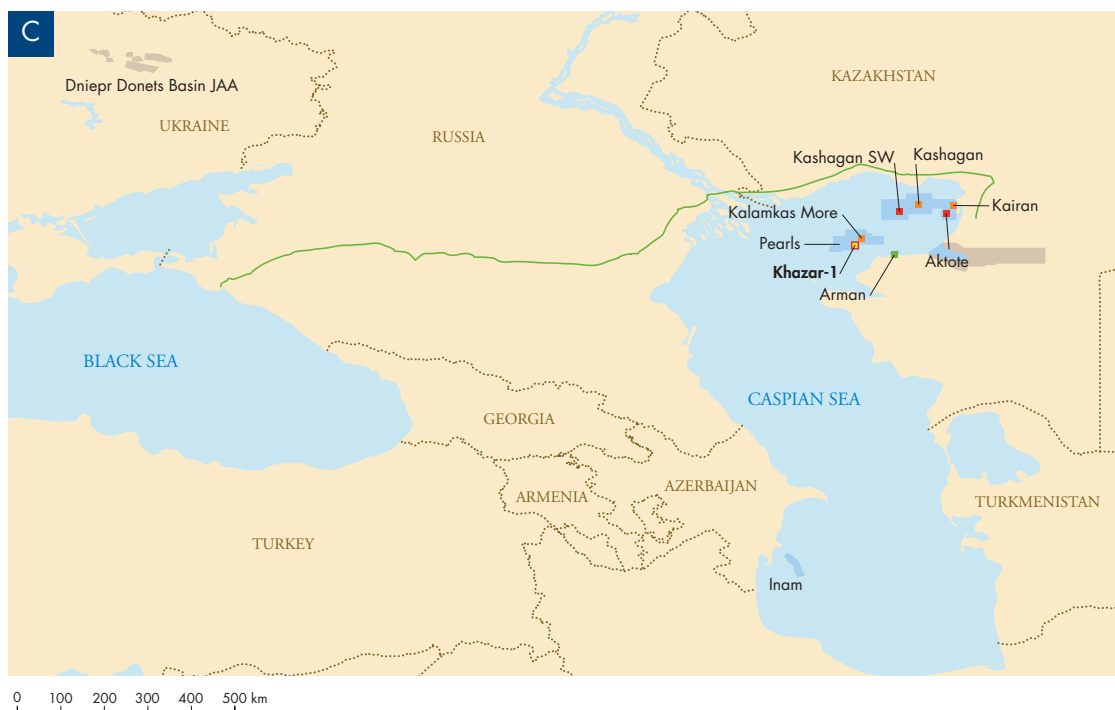 C
Dniepr Donets Basin JAA
UKRAINE
RUSSIA
KAZAKHSTAN
Kashagan SW
Kashagan
Kairan
Kalamkas More
Pearls
Khazar-1
Aktote
Arman
BLACK SEA
CASPIAN SEA
GEORGIA
ARMENIA
AZERBAIJAN
TURKMENISTAN
TURKEY
Inam
0 100 200 300 400 500 km